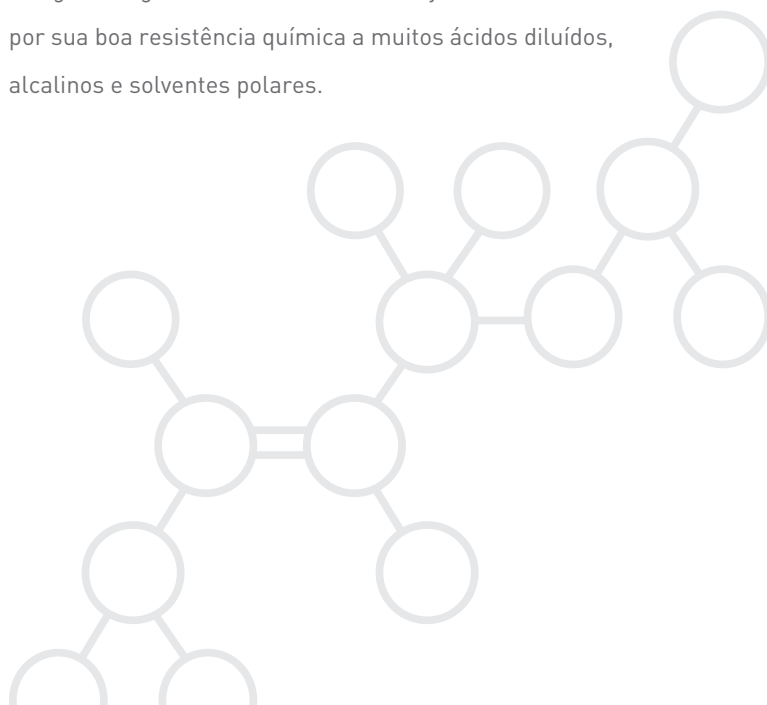 por sua boa resistência química a muitos ácidos diluídos,
alcalinos e solventes polares.